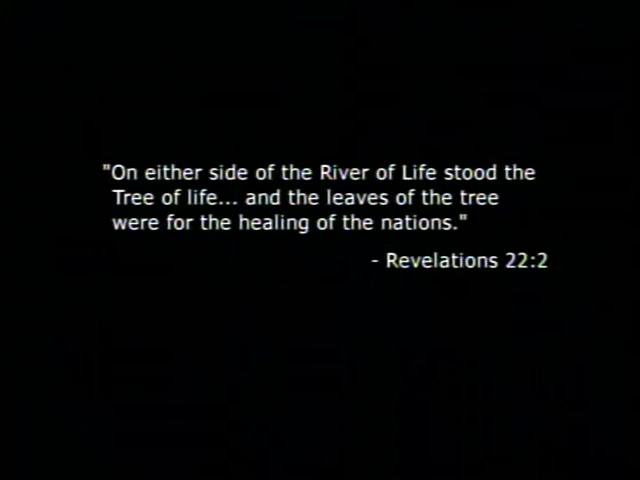 "On either side of the River of Life stood the
Tree of life... and the leaves of the tree
were for the healing of the nations."
- Revelations 22:2